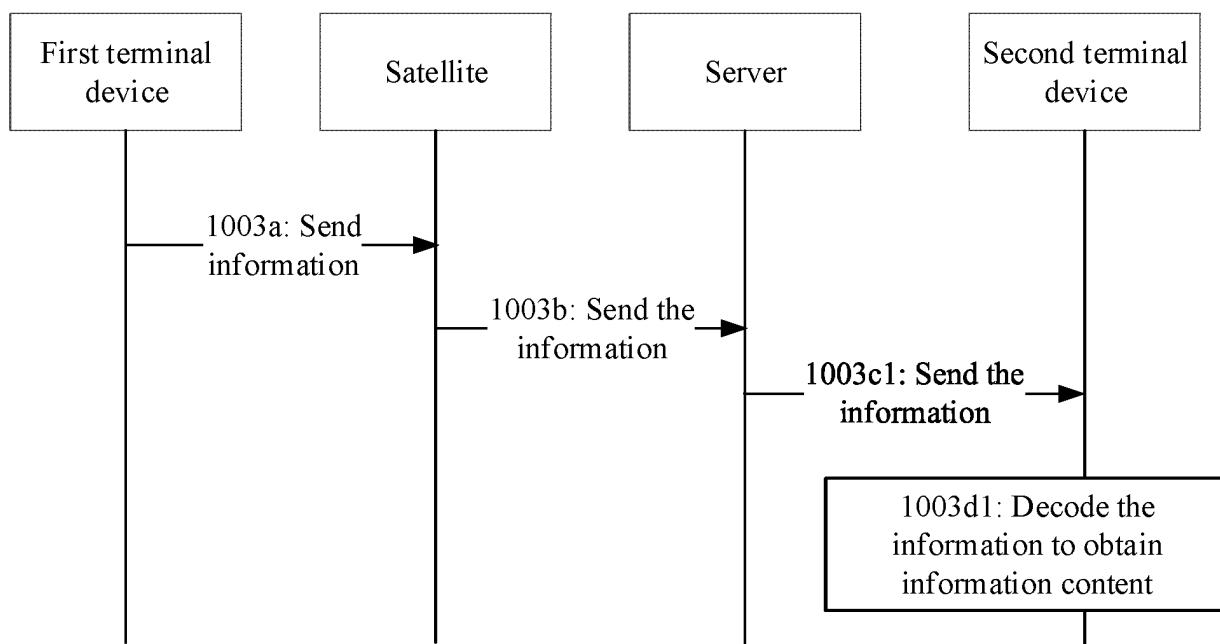 First terminal
device
Satellite
Server
Second terminal
device
1003a: Send
information
1003b: Send the
information
1003c1: Send the
information
1003d1: Decode the
information to obtain
information content